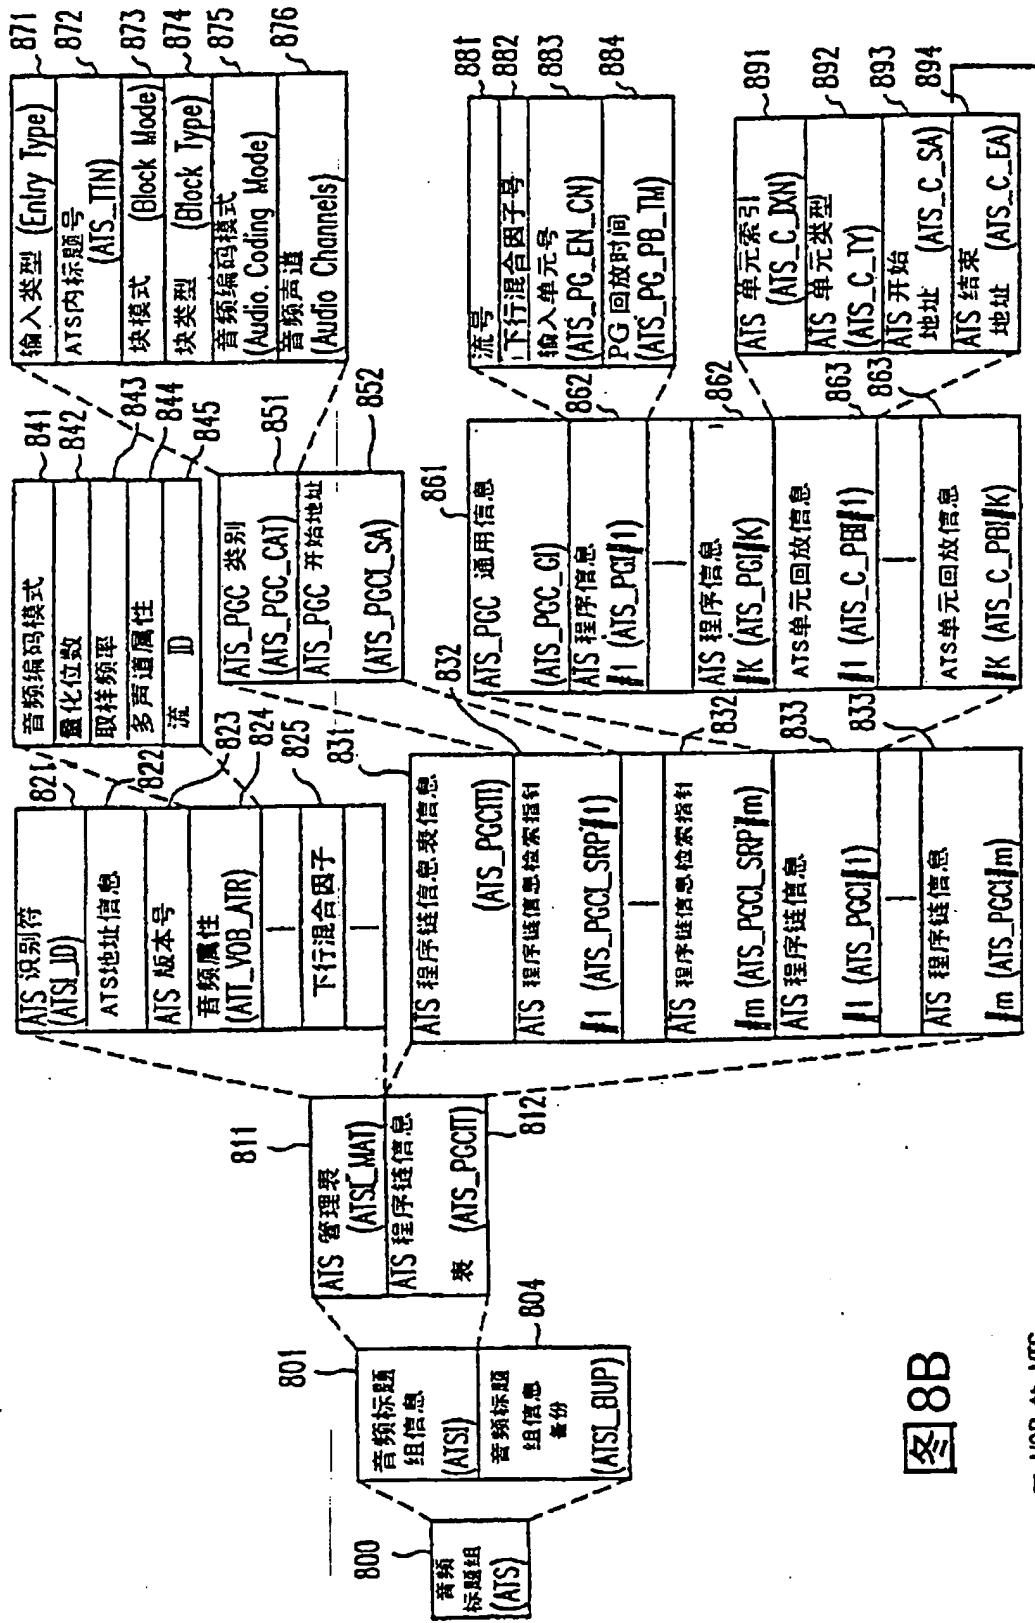 800
音频
标题组
(ATS)
801
音频标题
组信息
(ATSI)
音频标题
组信息
备份
(ATSI_BUP)
804
811
ATS 管理表
(ATSI_MAT)
ATS 程序链信息
表 (ATS_PGCIT)
812
821
ATS 识别符
(ATSI_ID)
ATS地址信息
822
ATS 版本号
823
音频属性
(ATT_VOB_ATR)
824
下行混合因子
825
831
ATS 程序链信息表信息
(ATS_PGCITI)
ATS 程序链信息检索指针
#1 (ATS_PGCI_SRP#1)
832
ATS 程序链信息检索指针
#m (ATS_PGCI_SRP#m)
832
ATS 程序链信息
#1 (ATS_PGCI#1)
833
ATS 程序链信息
#m (ATS_PGCI#m)
833
音频编码模式
841
量化位数
842
取样频率
843
多声道属性
844
流 ID
845
ATS_PGC 类别
(ATS_PGC_CAT)
851
ATS_PGC 开始地址
(ATS_PGCI_SA)
852
861
ATS_PGC 通用信息
(ATS_PGC_GI)
ATS 程序信息
#1 (ATS_PGI#1)
862
ATS 程序信息
#K (ATS_PGI#K)
862
ATS单元回放信息
#1 (ATS_C_PBI#1)
863
ATS单元回放信息
#K (ATS_C_PBI#K)
863
输入类型 (Entry Type)
871
ATS内标题号
(ATS_TTN)
872
块模式 (Block Mode)
873
块类型 (Block Type)
874
音频编码模式
(Audio.Coding Mode)
875
音频声道
(Audio Channels)
876
流号
881
下行混合因子号
882
输入单元号
(ATS_PG_EN_CN)
883
PG 回放时间
(ATS_PG_PB_TM)
884
ATS 单元索引
(ATS_C_IXN)
891
ATS 单元类型
(ATS_C_TY)
892
ATS 开始
地址 (ATS_C_SA)
893
ATS 结束
地址 (ATS_C_EA)
894
图8B